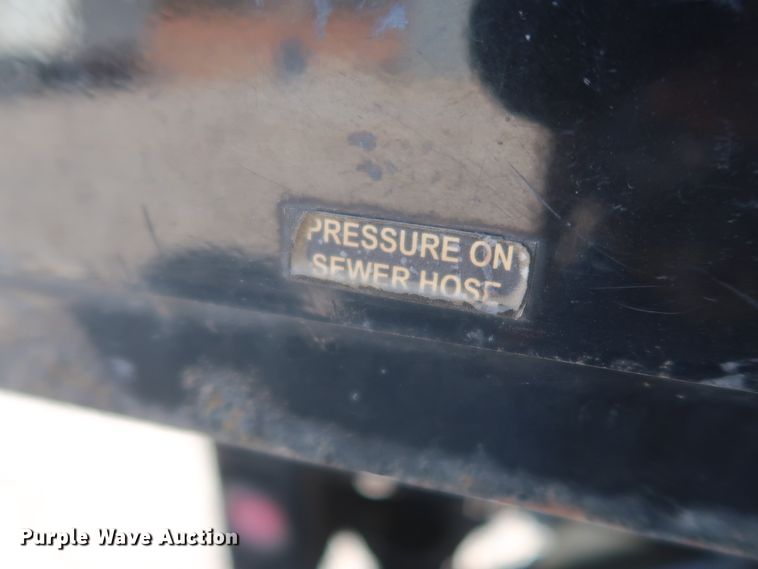 PRESSURE ON
SEWER HOSE
Purple Wave Auction